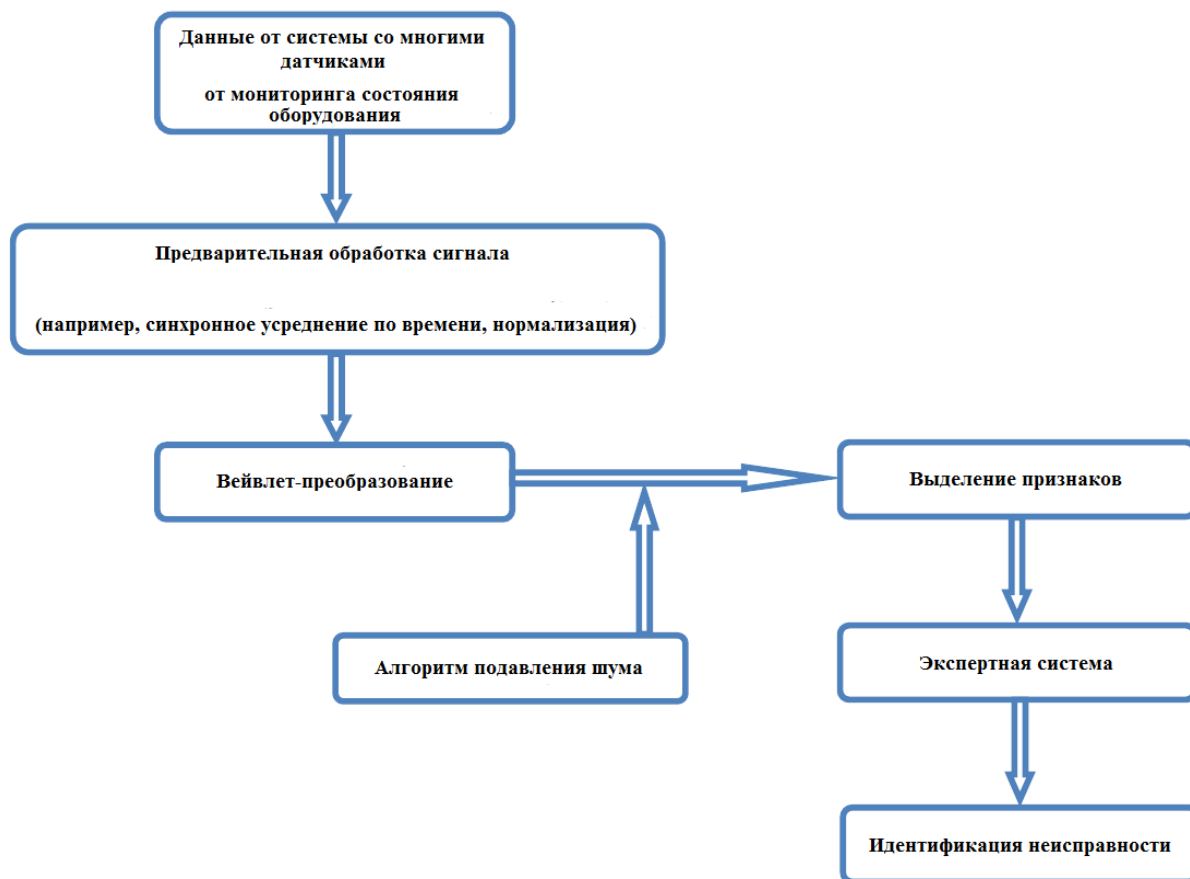 Данные от системы со многими
датчиками
от мониторинга состояния
оборудования
Предварительная обработка сигнала
(например, синхронное усреднение по времени, нормализация)
Вейвлет-преобразование
Выделение признаков
Алгоритм подавления шума
Экспертная система
Идентификация неисправности